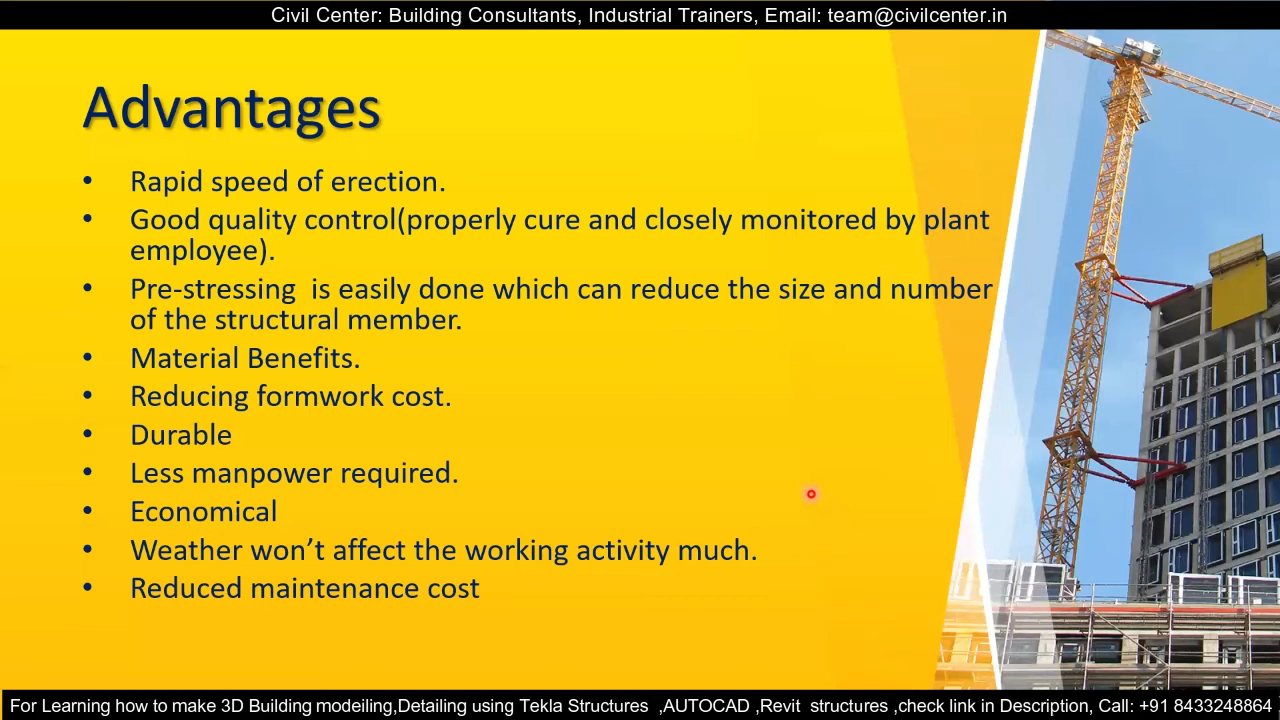 Civil Center: Building Consultants, Industrial Trainers, Email: team@civilcenter.in
Advantages
• Rapid speed of erection.
• Good quality control(properly cure and closely monitored by plant
employee).
• Pre-stressing  is easily done which can reduce the size and number
of the structural member.
• Material Benefits.
• Reducing formwork cost.
• Durable
• Less manpower required.
• Economical
• Weather won’t affect the working activity much.
• Reduced maintenance cost
For Learning how to make 3D Building modeiling,Detailing using Tekla Structures  ,AUTOCAD ,Revit  structures ,check link in Description, Call: +91 8433248864